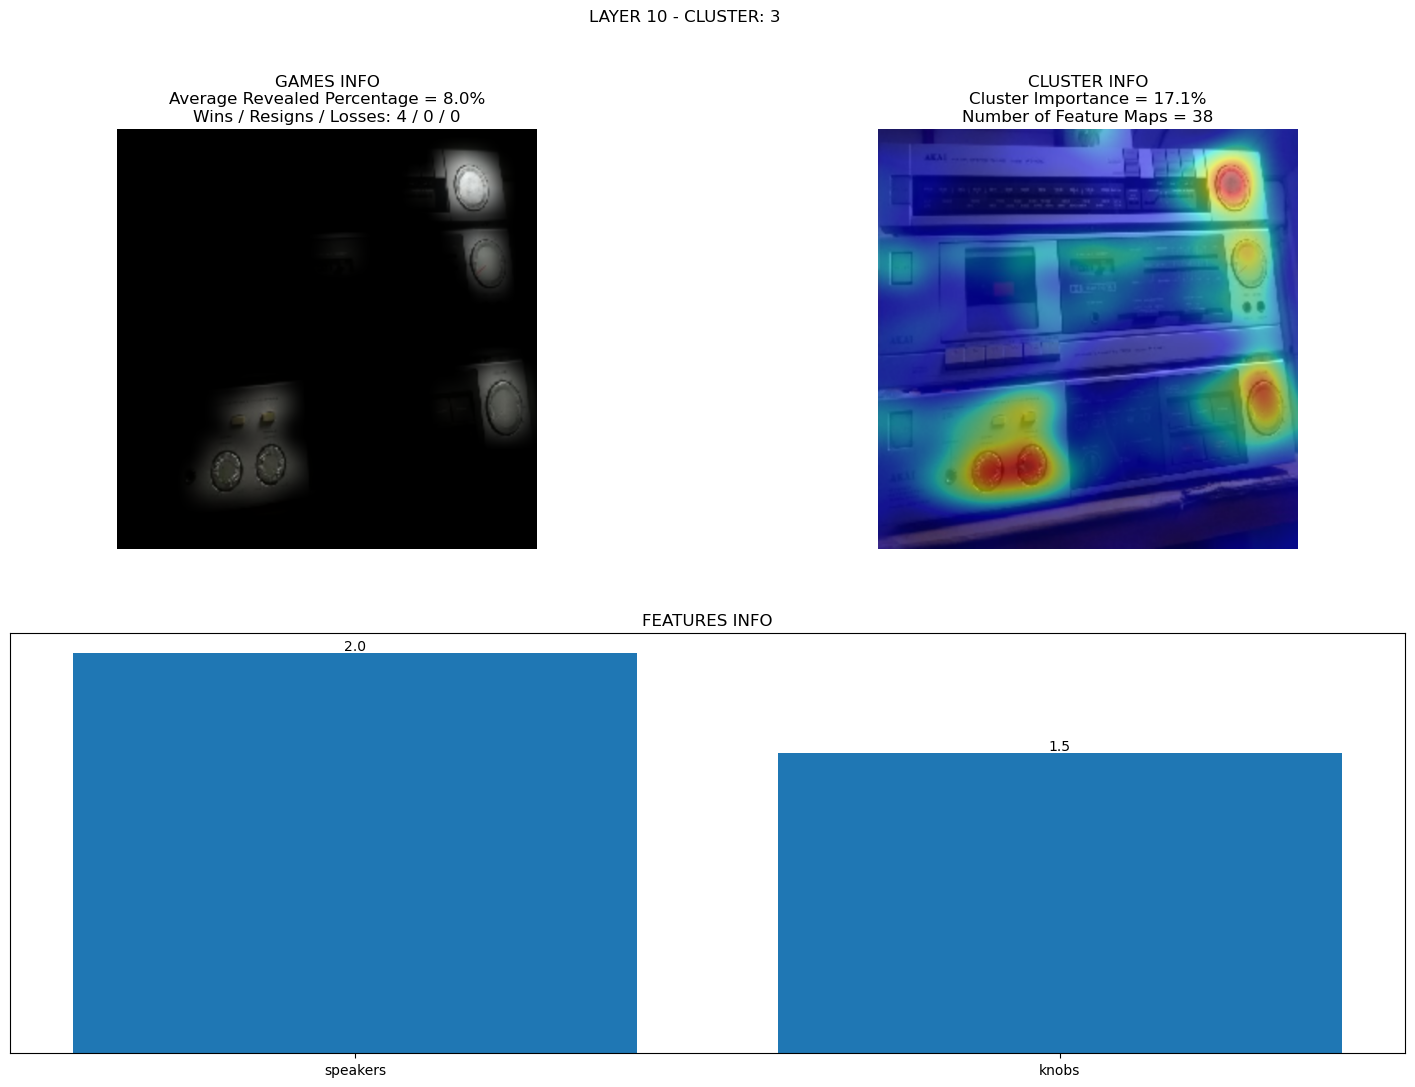 LAYER 10 - CLUSTER: 3
GAMES INFO
Average Revealed Percentage = 8.0%
Wins / Resigns / Losses: 4 / 0 / 0
CLUSTER INFO
Cluster Importance = 17.1%
Number of Feature Maps = 38
AKAI
FEATURES INFO
2.0
1.5
speakers
knobs